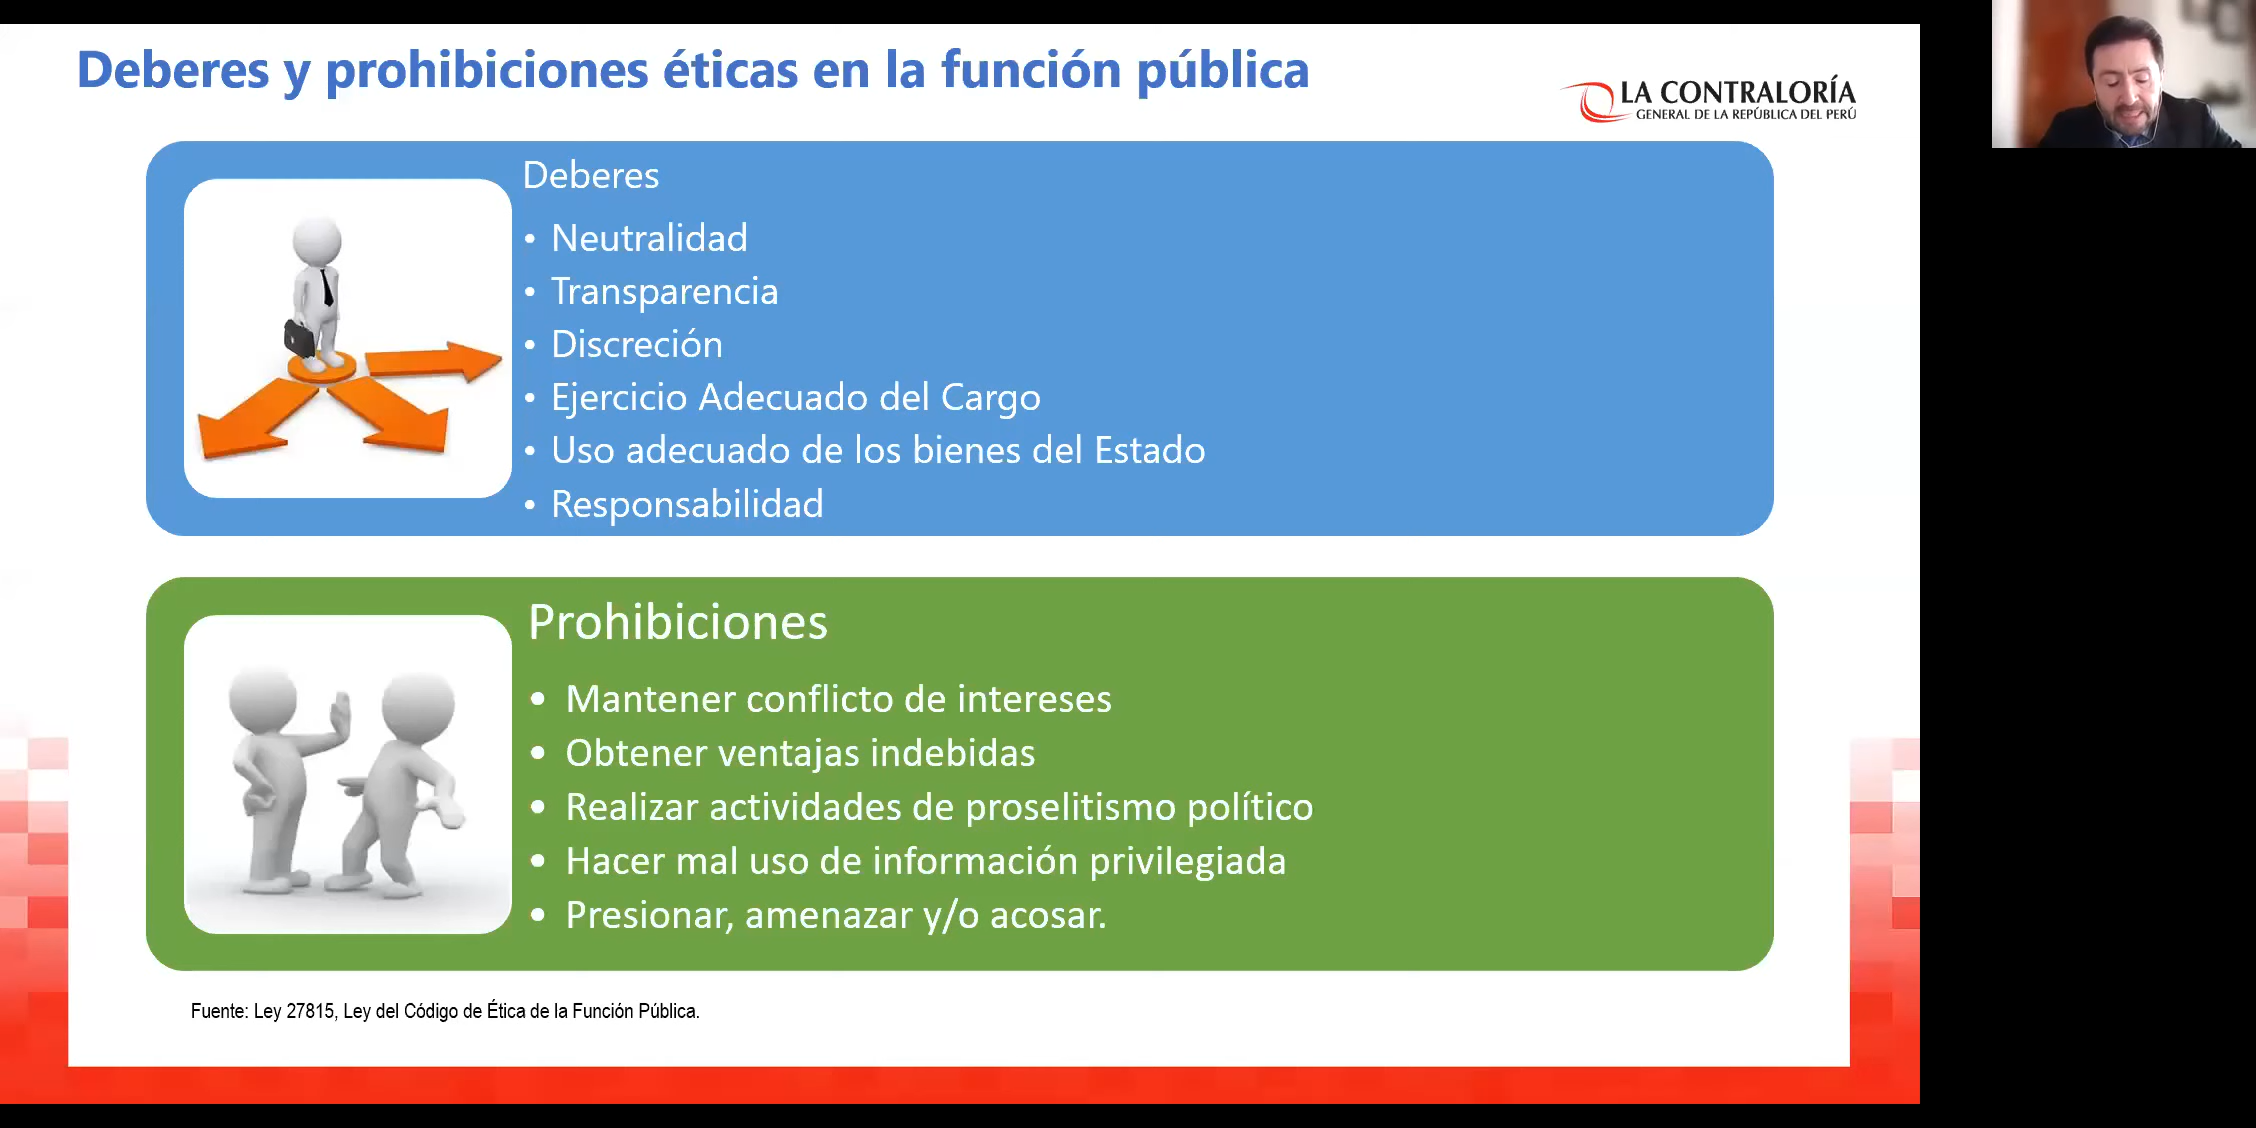 Deberes y prohibiciones éticas en la función pública
LA CONTRALORÍA
GENERAL DE LA REPÚBLICA DEL PERÚ
Deberes
• Neutralidad
• Transparencia
• Discreción
• Ejercicio Adecuado del Cargo
• Uso adecuado de los bienes del Estado
• Responsabilidad
Prohibiciones
• Mantener conflicto de intereses
• Obtener ventajas indebidas
• Realizar actividades de proselitismo político
• Hacer mal uso de información privilegiada
• Presionar, amenazar y/o acosar.
Fuente: Ley 27815, Ley del Código de Ética de la Función Pública.